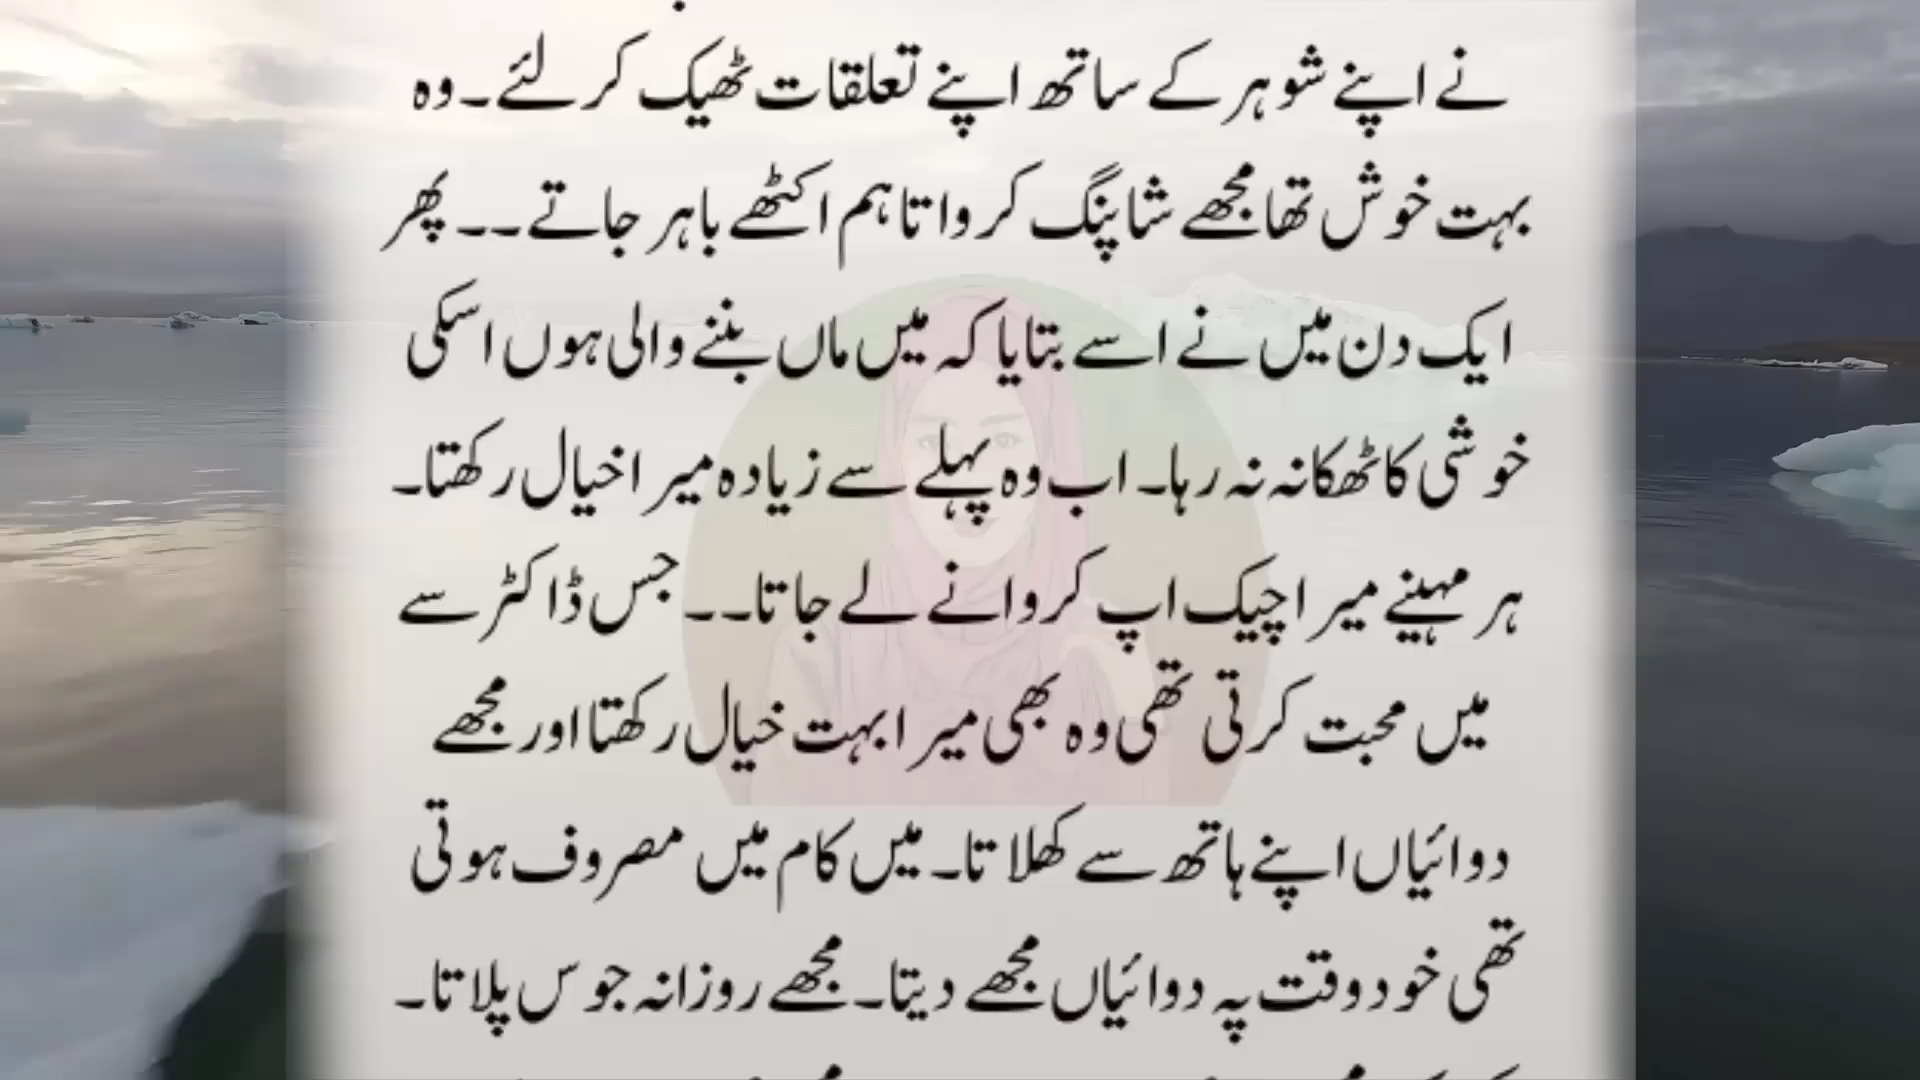 نے اپنے شوہر کے ساتھ اپنے تعلقات ٹھیک کر لئے۔ وہ
بہت خوش تھا مجھے شاپنگ کرواتا ہم اکٹھے باہر جاتے۔۔ پھر
ایک دن میں نے اسے بتایا کہ میں ماں بننے والی ہوں اسکی
خوشی کا ٹھکانہ نہ رہا۔ اب وہ پہلے سے زیادہ میرا خیال رکھتا۔
ہر مہینے میرا چیک اپ کروانے لے جاتا۔۔ جس ڈاکٹر سے
میں محبت کرتی تھی وہ بھی میرا بہت خیال رکھتا اور مجھے
دوائیاں اپنے ہاتھ سے کھلاتا۔ میں کام میں مصروف ہوتی
تھی خود وقت پہ دوائیاں مجھے دیتا۔ مجھے روزانہ جوس پلاتا۔